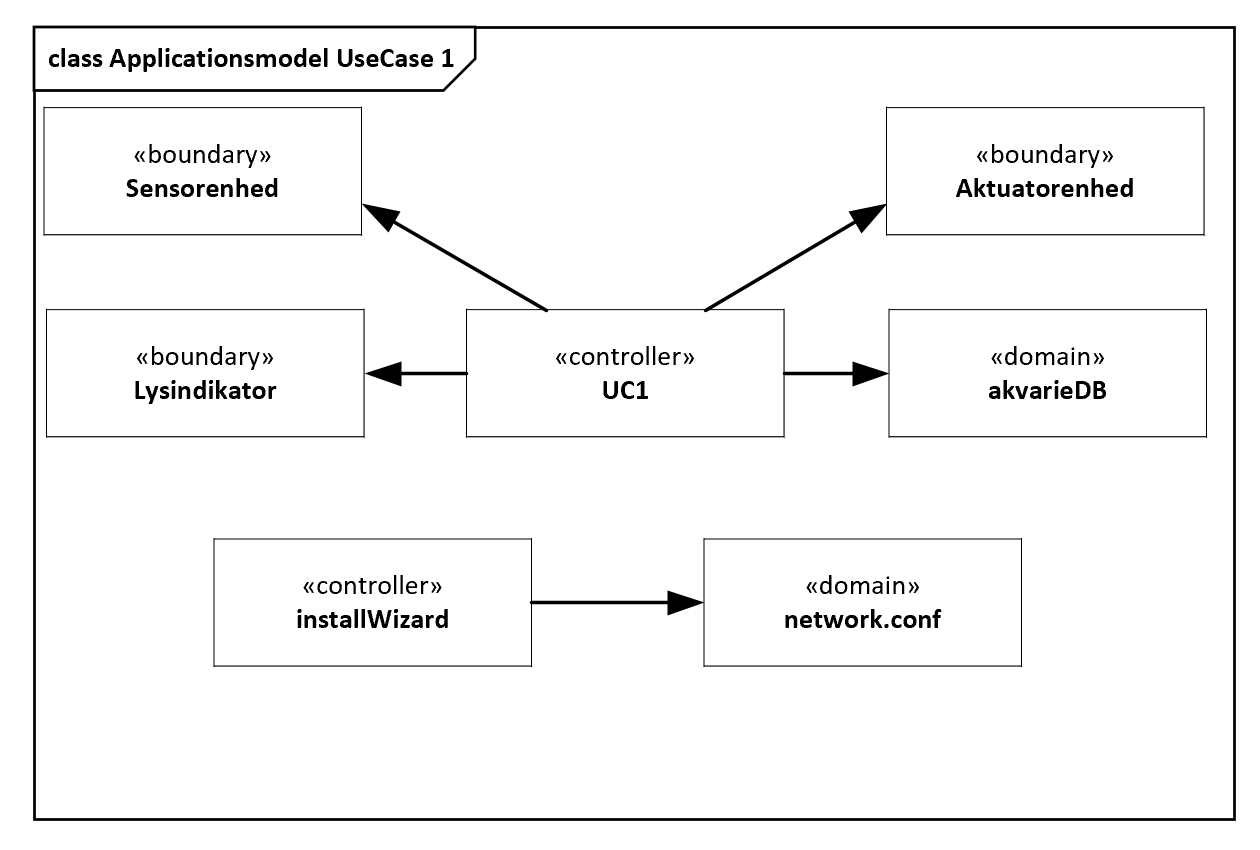 class Applicationsmodel UseCase 1
«boundary»
Sensorenhed
«boundary»
Aktuatorenhed
«boundary»
Lysindikator
«controller»
UC1
«domain»
akvarieDB
«controller»
installWizard
«domain»
network.conf